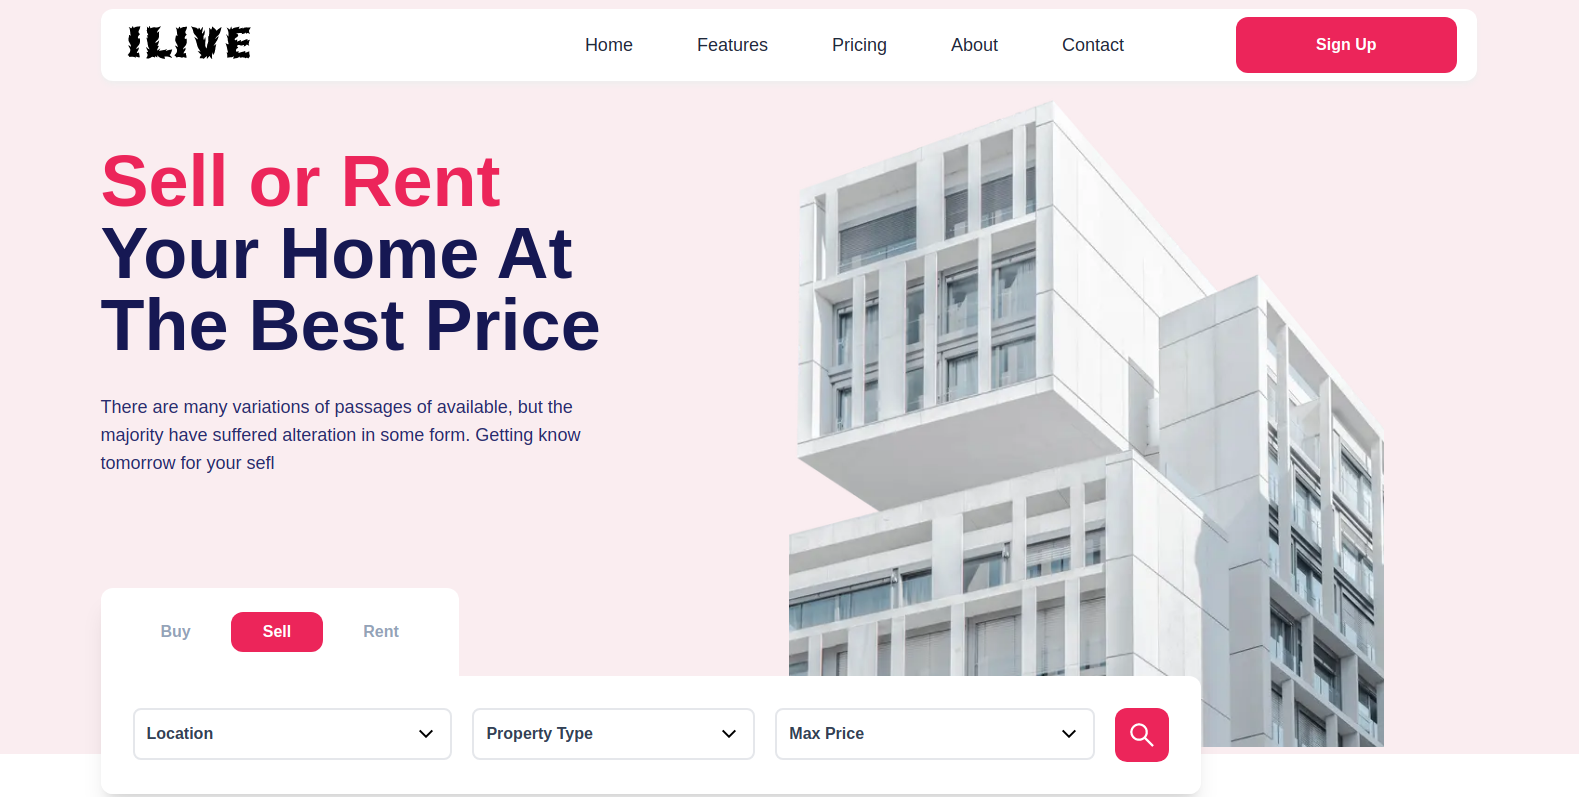 ILIVE
Home Features Pricing About Contact Sign Up
Sell or Rent
Your Home At
The Best Price
There are many variations of passages of available, but the
majority have suffered alteration in some form. Getting know
tomorrow for your sefl
Buy Sell Rent
Location Property Type Max Price